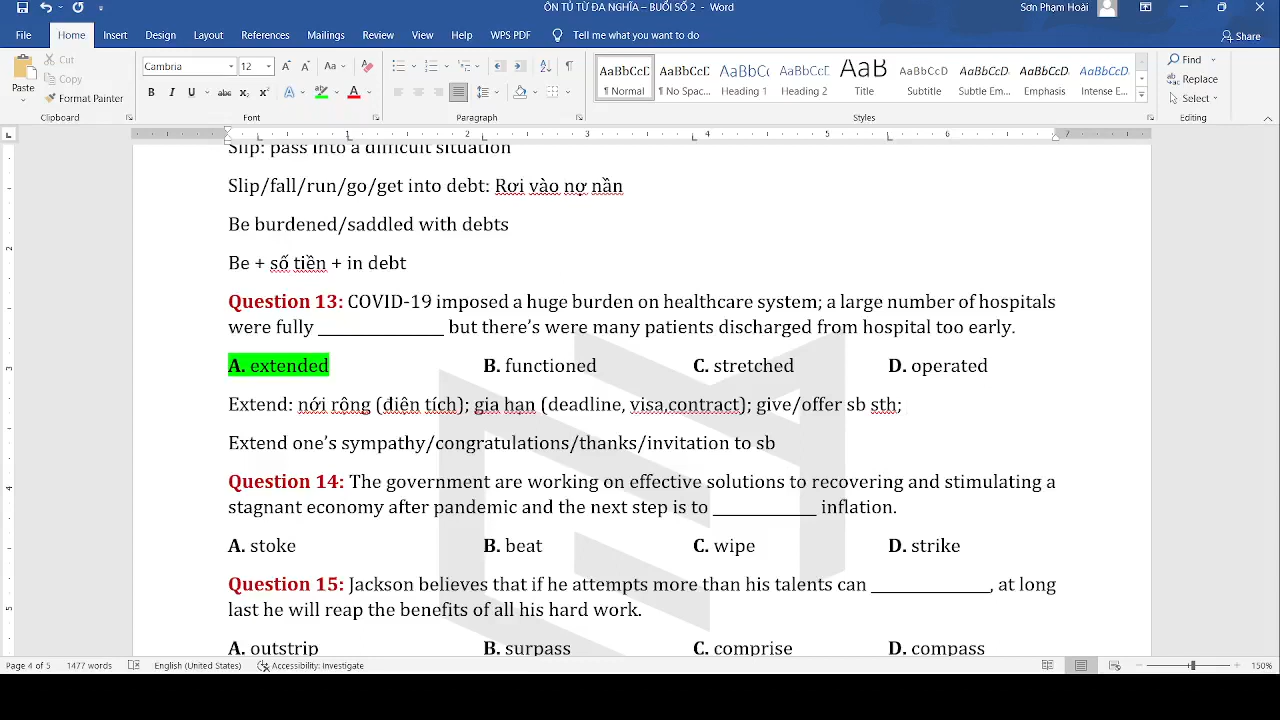 ÔN TỦ TỪ ĐA NGHĨA – BUỔI SỐ 2 - Word
Sơn Phạm Hoài
File Home Insert Design Layout References Mailings Review View Help WPS PDF Tell me what you want to do Share
Paste
Cut
Copy
Format Painter
Clipboard
Cambria 12
Font
Paragraph
AaBbCcD ¶ Normal
AaBbCcD ¶ No Spac...
AaBbCc Heading 1
AaBbCcD Heading 2
AaB Title
AaBbCcD Subtitle
AaBbCcD Subtle Em...
AaBbCcD Emphasis
AaBbCcD Intense E...
Styles
Find
Replace
Select
Editing
Slip: pass into a difficult situation
Slip/fall/run/go/get into debt: Rơi vào nợ nần
Be burdened/saddled with debts
Be + số tiền + in debt
Question 13: COVID-19 imposed a huge burden on healthcare system; a large number of hospitals
were fully ______________ but there's were many patients discharged from hospital too early.
A. extended B. functioned C. stretched D. operated
Extend: nới rộng (diện tích); gia hạn (deadline, visa,contract); give/offer sb sth;
Extend one's sympathy/congratulations/thanks/invitation to sb
Question 14: The government are working on effective solutions to recovering and stimulating a
stagnant economy after pandemic and the next step is to ____________ inflation.
A. stoke B. beat C. wipe D. strike
Question 15: Jackson believes that if he attempts more than his talents can ______________, at long
last he will reap the benefits of all his hard work.
A. outstrip B. surpass C. comprise D. compass
Page 4 of 5 1477 words English (United States) Accessibility: Investigate 150%